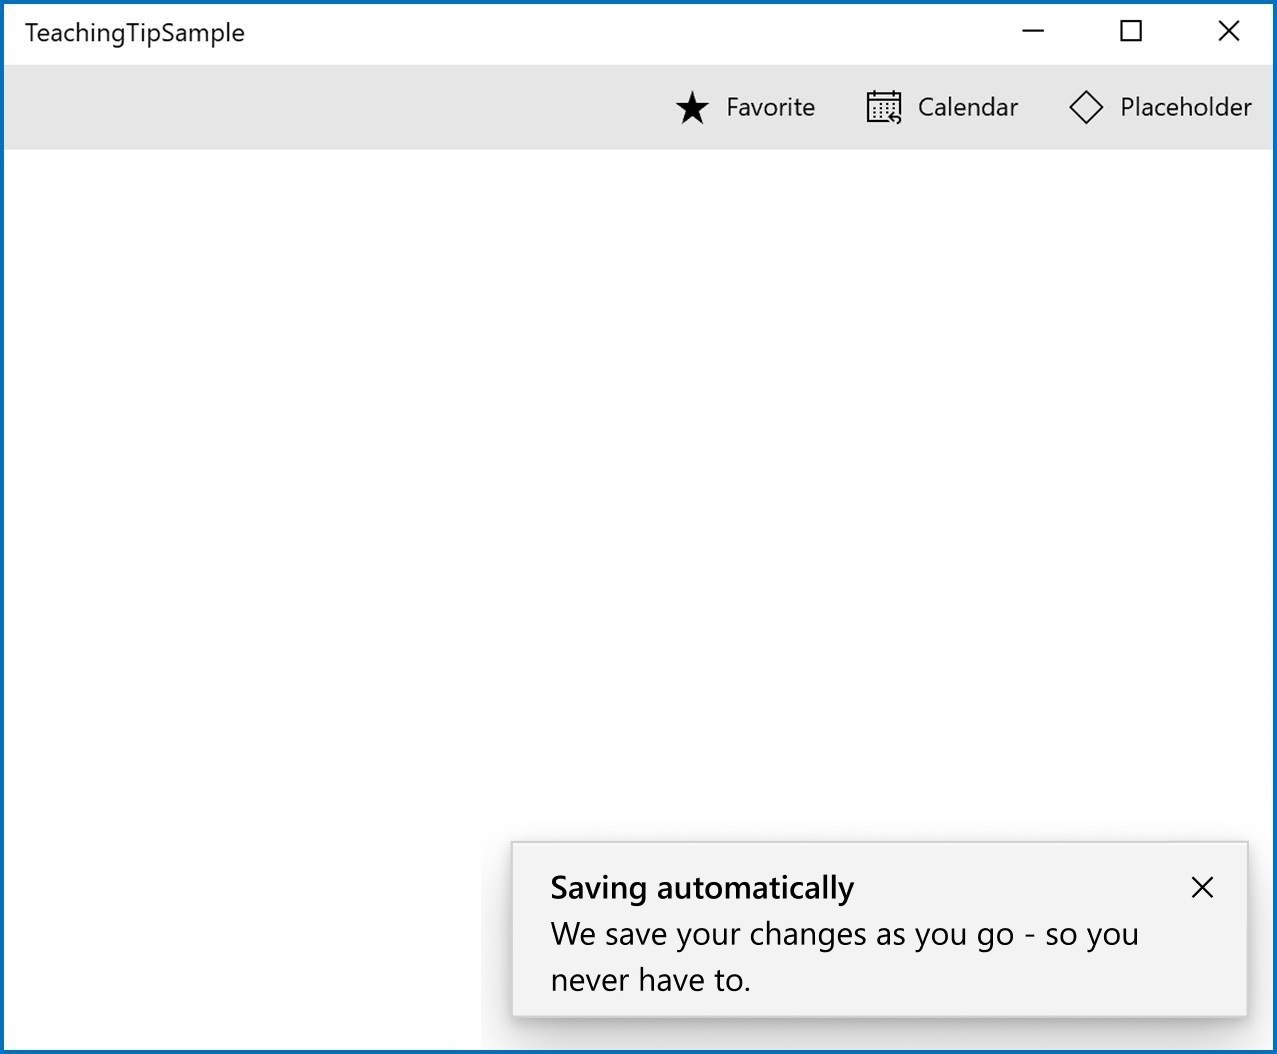 TeachingTipSample
Favorite Calendar Placeholder
Saving automatically
We save your changes as you go - so you
never have to.